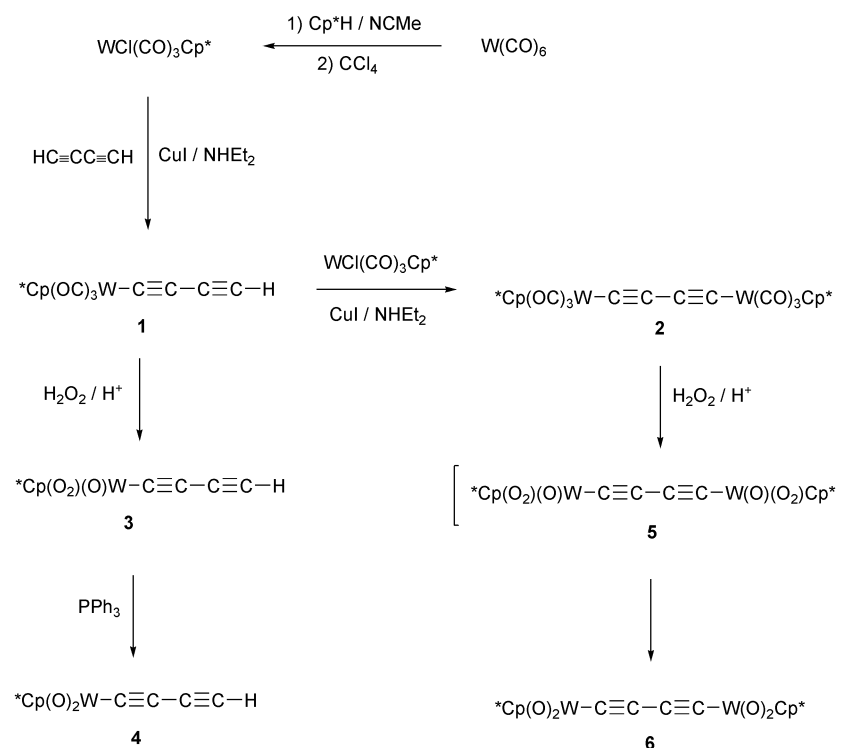 1) Cp*H / NCMe
WCl(CO)₃Cp*
W(CO)₆
2) CCl₄
HC≡CC≡CH
CuI / NHEt₂
WCl(CO)₃Cp*
*Cp(OC)₃W–C≡C–C≡C–H
*Cp(OC)₃W–C≡C–C≡C–W(CO)₃Cp*
CuI / NHEt₂
1
2
H₂O₂ / H⁺
H₂O₂ / H⁺
*Cp(O₂)(O)W–C≡C–C≡C–H
[*Cp(O₂)(O)W–C≡C–C≡C–W(O)(O₂)Cp*
3
5
PPh₃
*Cp(O)₂W–C≡C–C≡C–H
*Cp(O)₂W–C≡C–C≡C–W(O)₂Cp*
4
6